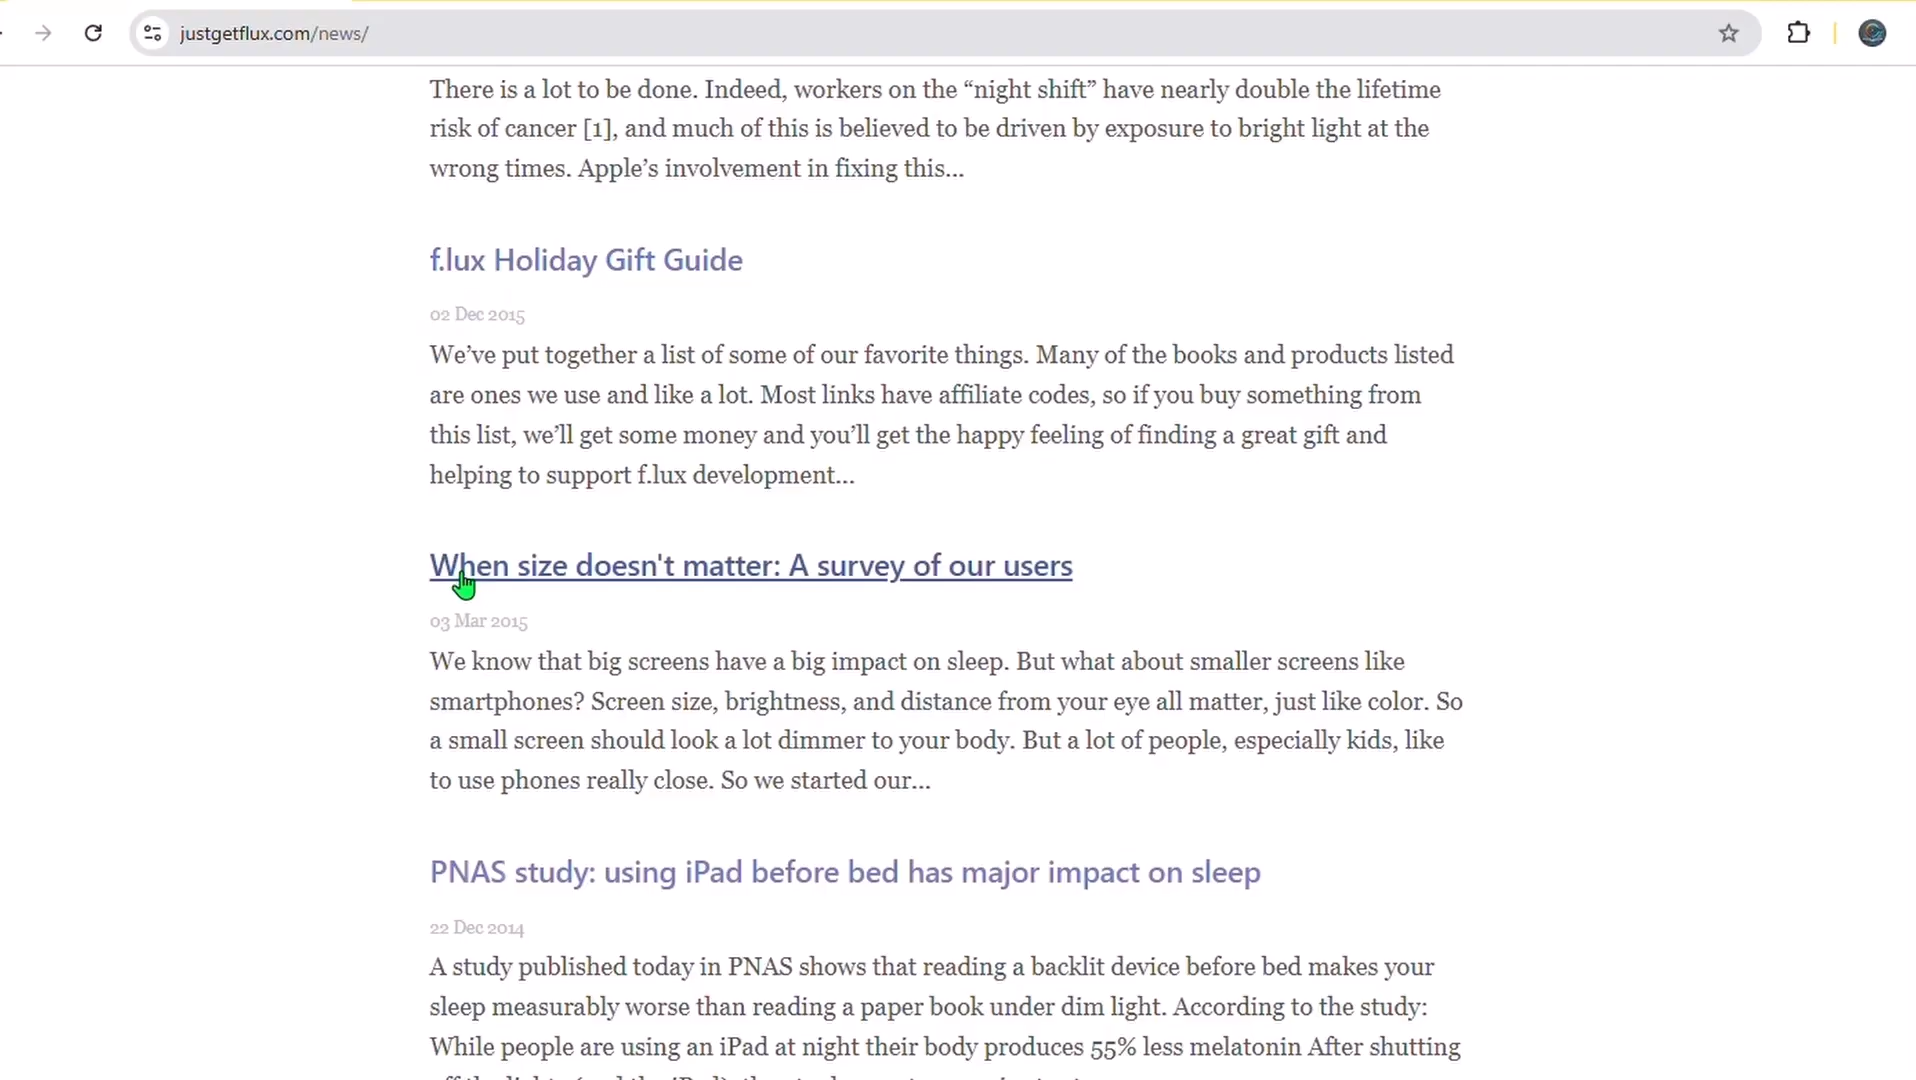 justgetflux.com/news/
There is a lot to be done. Indeed, workers on the “night shift” have nearly double the lifetime
risk of cancer [1], and much of this is believed to be driven by exposure to bright light at the
wrong times. Apple’s involvement in fixing this...
f.lux Holiday Gift Guide
02 Dec 2015
We’ve put together a list of some of our favorite things. Many of the books and products listed
are ones we use and like a lot. Most links have affiliate codes, so if you buy something from
this list, we’ll get some money and you’ll get the happy feeling of finding a great gift and
helping to support f.lux development...
When size doesn't matter: A survey of our users
03 Mar 2015
We know that big screens have a big impact on sleep. But what about smaller screens like
smartphones? Screen size, brightness, and distance from your eye all matter, just like color. So
a small screen should look a lot dimmer to your body. But a lot of people, especially kids, like
to use phones really close. So we started our...
PNAS study: using iPad before bed has major impact on sleep
22 Dec 2014
A study published today in PNAS shows that reading a backlit device before bed makes your
sleep measurably worse than reading a paper book under dim light. According to the study:
While people are using an iPad at night their body produces 55% less melatonin After shutting